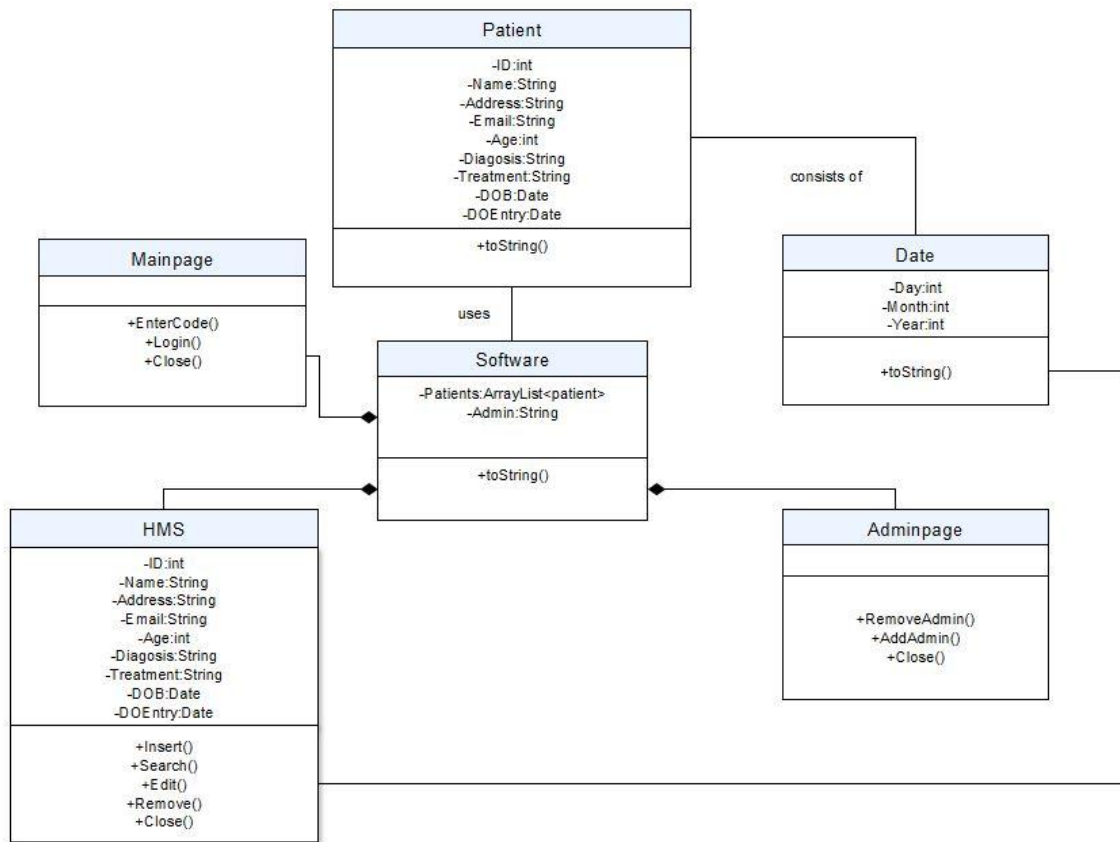 Patient
-ID:int
-Name:String
-Address:String
-Email:String
-Age:int
-Diagosis:String
-Treatment:String
-DOB:Date
-DOEntry:Date
+toString()
consists of
uses
Mainpage
+EnterCode()
+Login()
+Close()
Date
-Day:int
-Month:int
-Year:int
+toString()
Software
-Patients:ArrayList<patient>
-Admin:String
+toString()
HMS
-ID:int
-Name:String
-Address:String
-Email:String
-Age:int
-Diagosis:String
-Treatment:String
-DOB:Date
-DOEntry:Date
+Insert()
+Search()
+Edit()
+Remove()
+Close()
Adminpage
+RemoveAdmin()
+AddAdmin()
+Close()